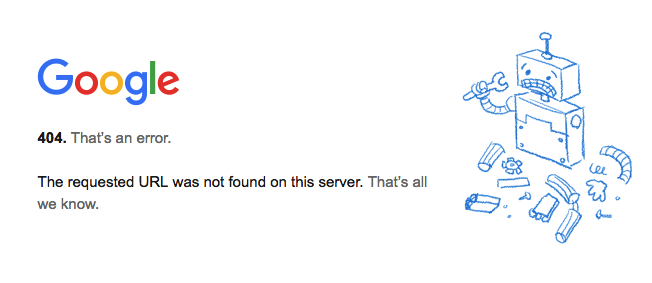 Google
404. That's an error.
The requested URL was not found on this server. That's all
we know.